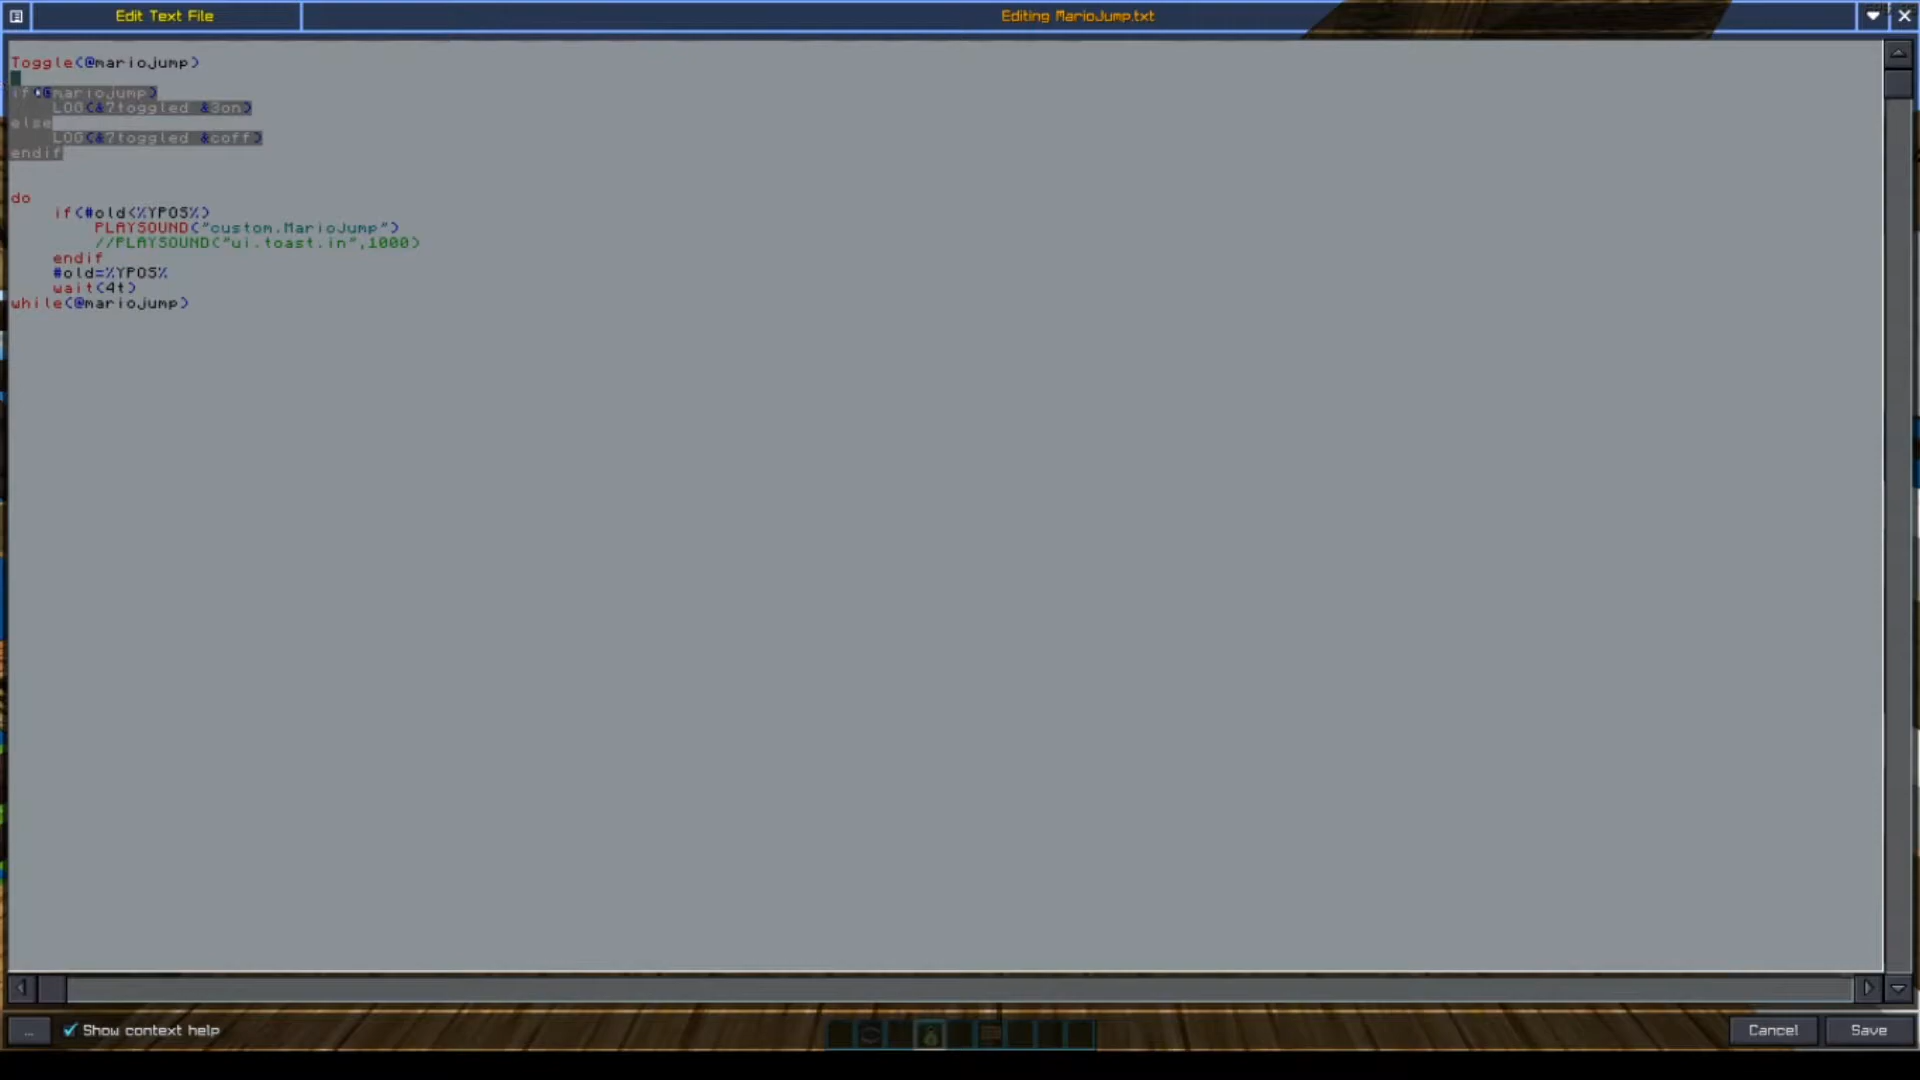 Edit Text File
Editing MarioJump.txt
Toggle(@mariojump)
if(@mariojump)
LOG(&7toggled &3on)
else
LOG(&7toggled &coff)
endif
do
if(#old<%YPOS%)
PLAYSOUND("custom.MarioJump")
//PLAYSOUND("ui.toast.in",1000)
endif
#old=%YPOS%
wait(4t)
while(@mariojump)
...
Show context help
Cancel
Save